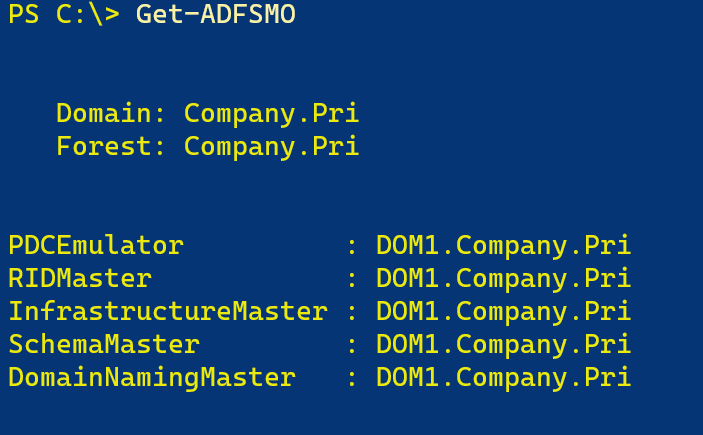 PS C:\> Get-ADFSMO
Domain: Company.Pri
Forest: Company.Pri
PDCEmulator : DOM1.Company.Pri
RIDMaster : DOM1.Company.Pri
InfrastructureMaster : DOM1.Company.Pri
SchemaMaster : DOM1.Company.Pri
DomainNamingMaster : DOM1.Company.Pri